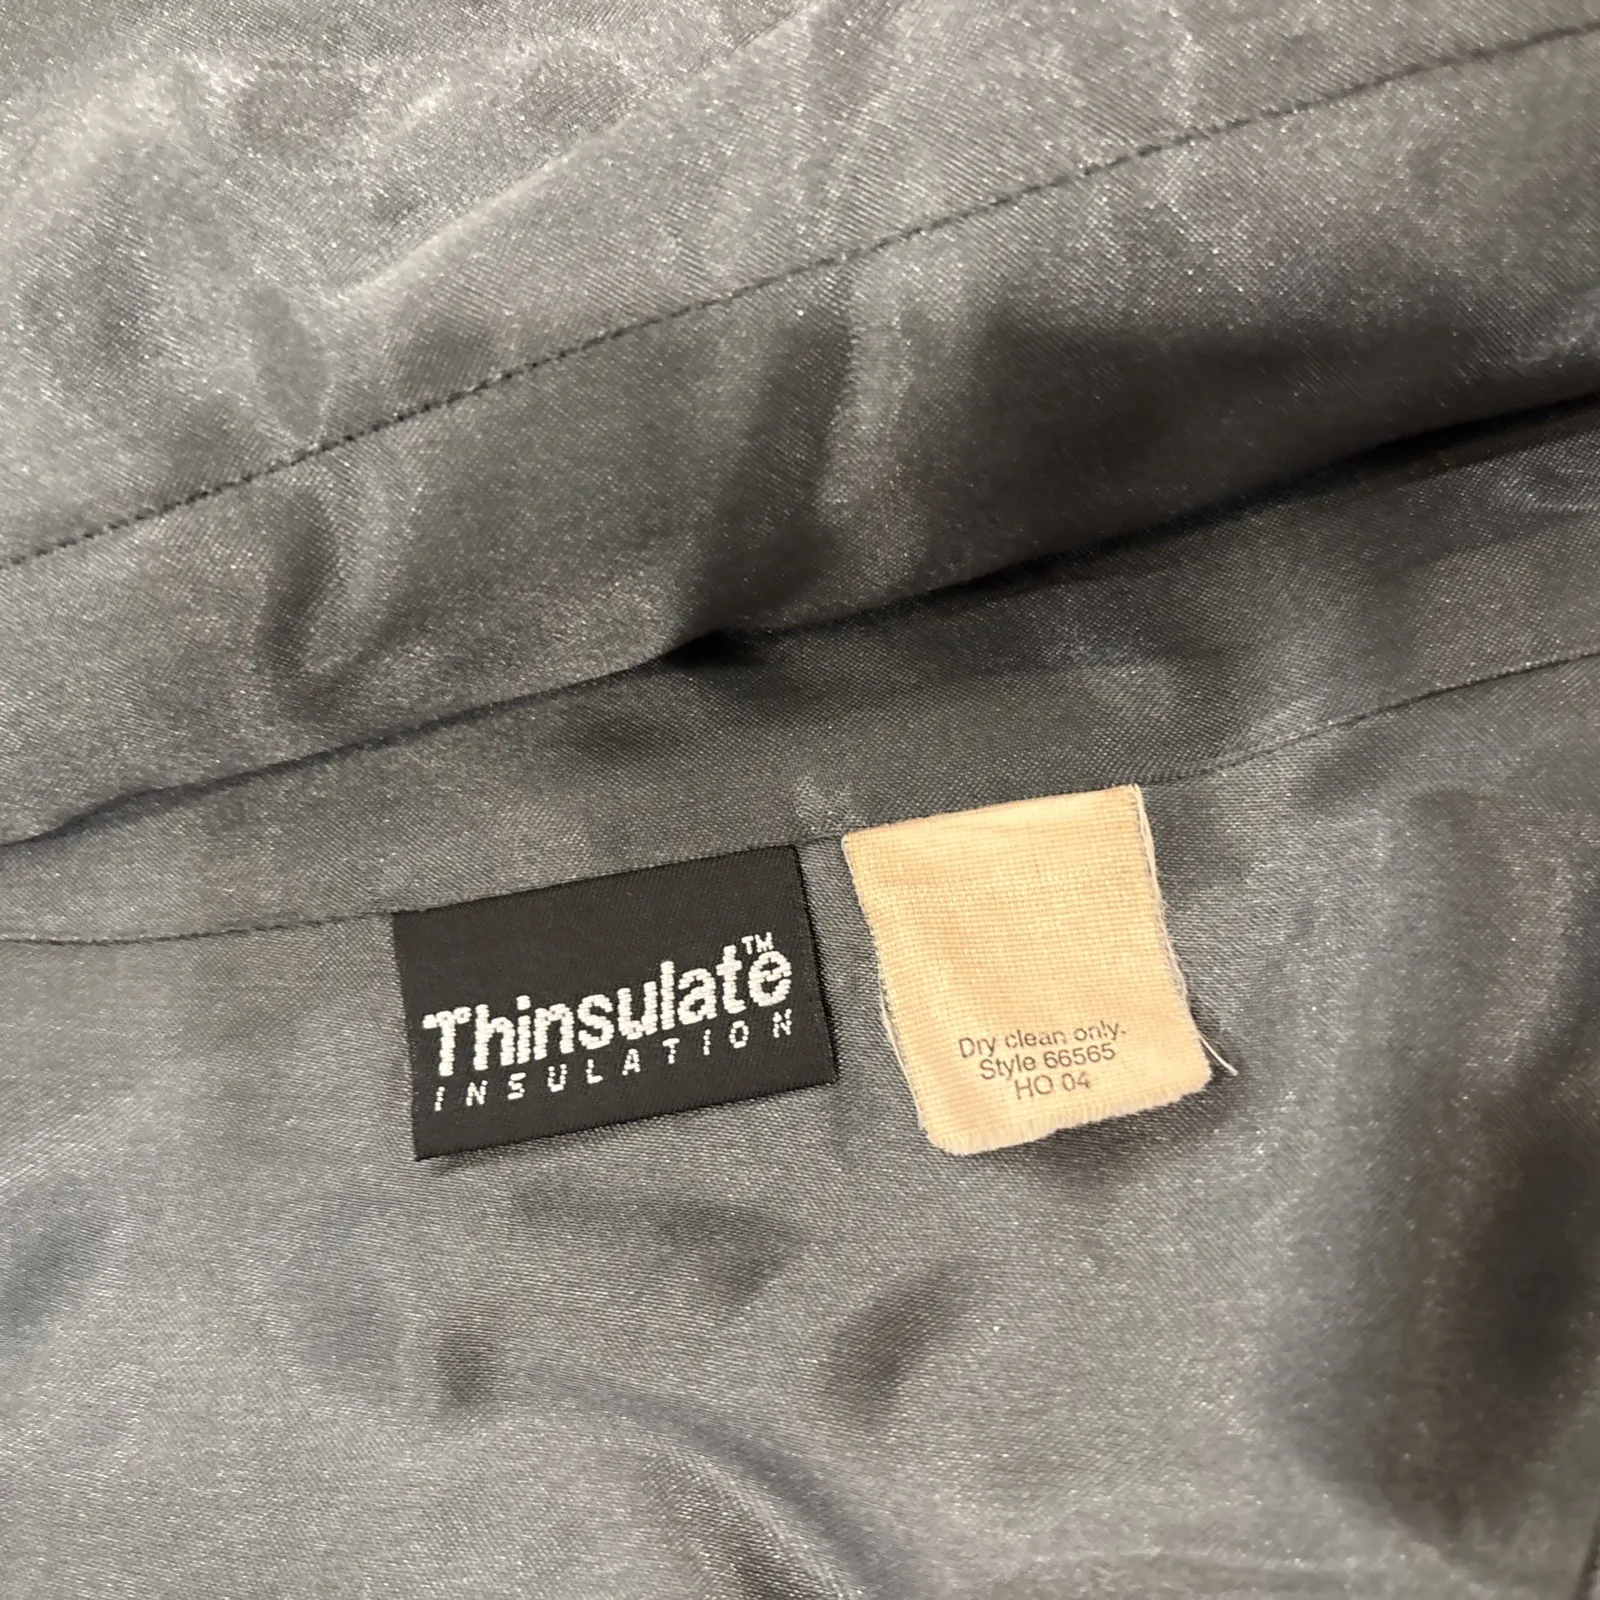 Thinsulate™
INSULATION
Dry clean only.
Style 66565
HO 04